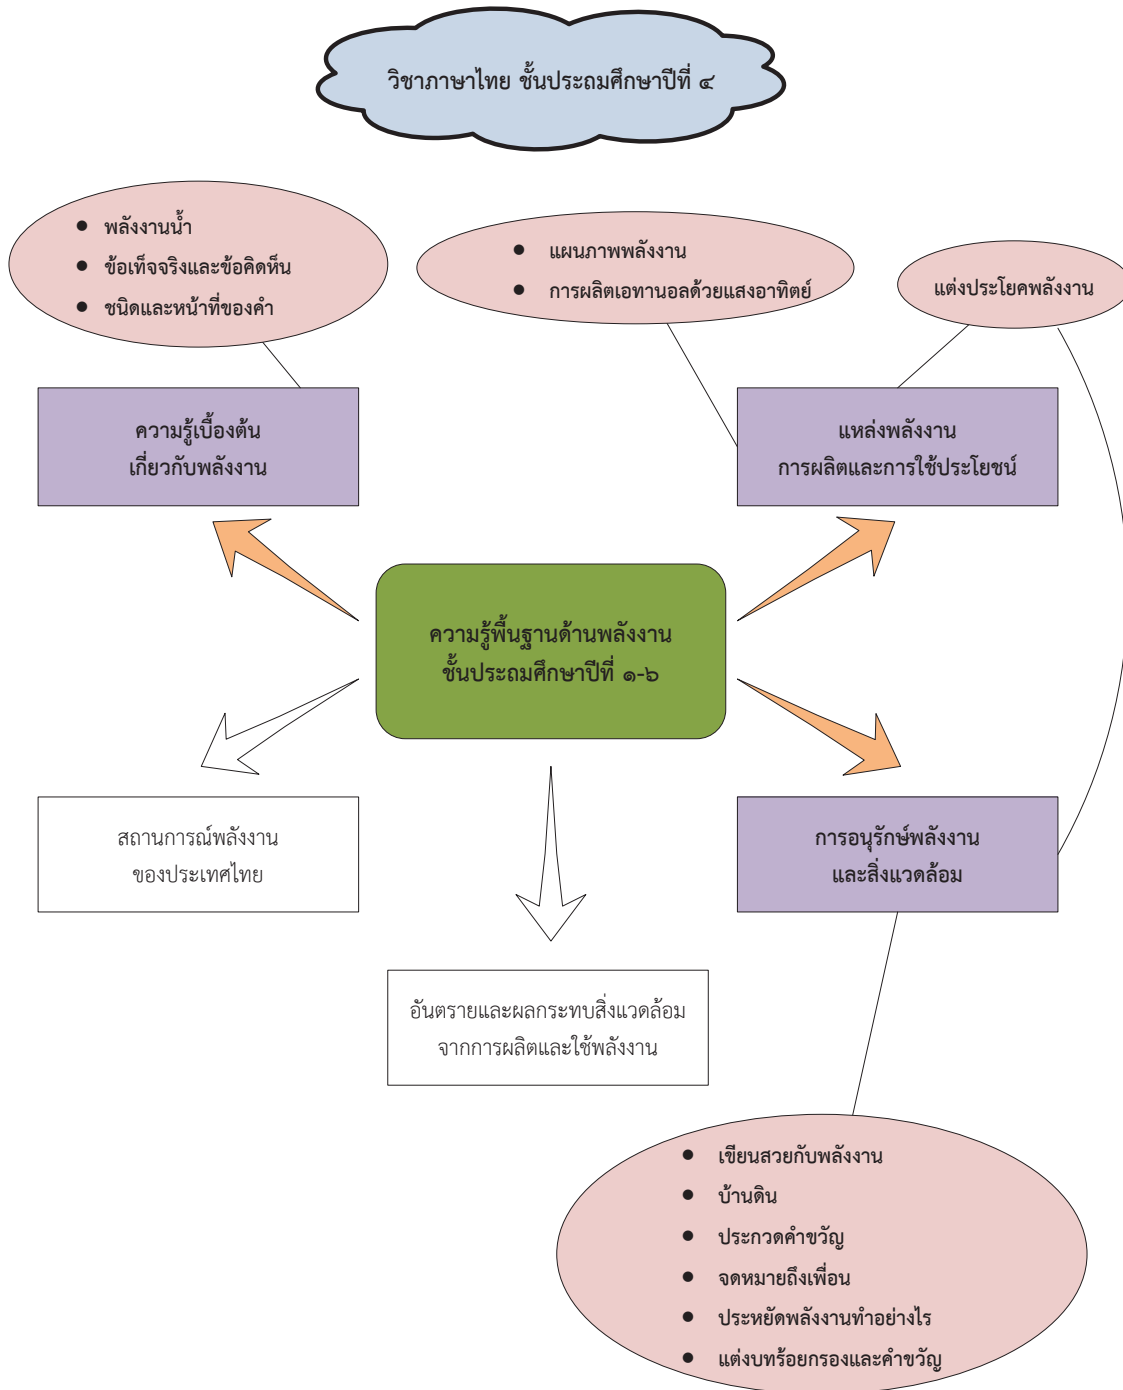 วิชาภาษาไทย ชั้นประถมศึกษาปีที่ ๔
• พลังงานน้ำ
• ข้อเท็จจริงและข้อคิดห็น
• ชนิดและหน้าที่ของคำ
• แผนภาพพลังงาน
• การผลิตเอทานอลด้วยแสงอาทิตย์
แต่งประโยคพลังงาน
ความรู้เบื้องต้น
เกี่ยวกับพลังงาน
แหล่งพลังงาน
การผลิตและการใช้ประโยชน์
ความรู้พื้นฐานด้านพลังงาน
ชั้นประถมศึกษาปีที่ ๑-๖
สถานการณ์พลังงาน
ของประเทศไทย
การอนุรักษ์พลังงาน
และสิ่งแวดล้อม
อันตรายและผลกระทบสิ่งแวดล้อม
จากการผลิตและใช้พลังงาน
• เขียนสวยกับพลังงาน
• บ้านดิน
• ประกวดคำขวัญ
• จดหมายถึงเพื่อน
• ประหยัดพลังงานทำอย่างไร
• แต่งบทร้อยกรองและคำขวัญ